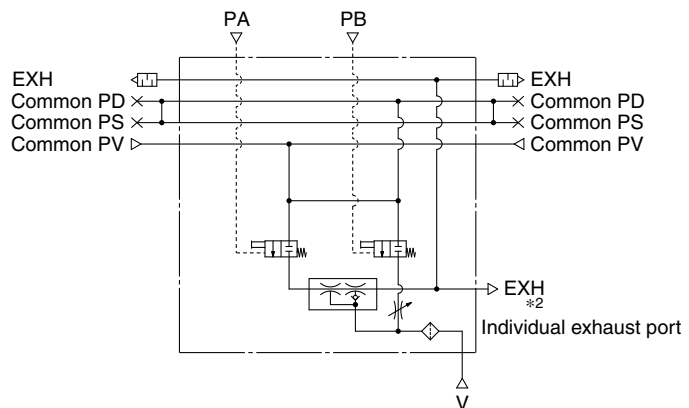 PA PB
EXH EXH
Common PD Common PD
Common PS Common PS
Common PV Common PV
EXH
*2
Individual exhaust port
V